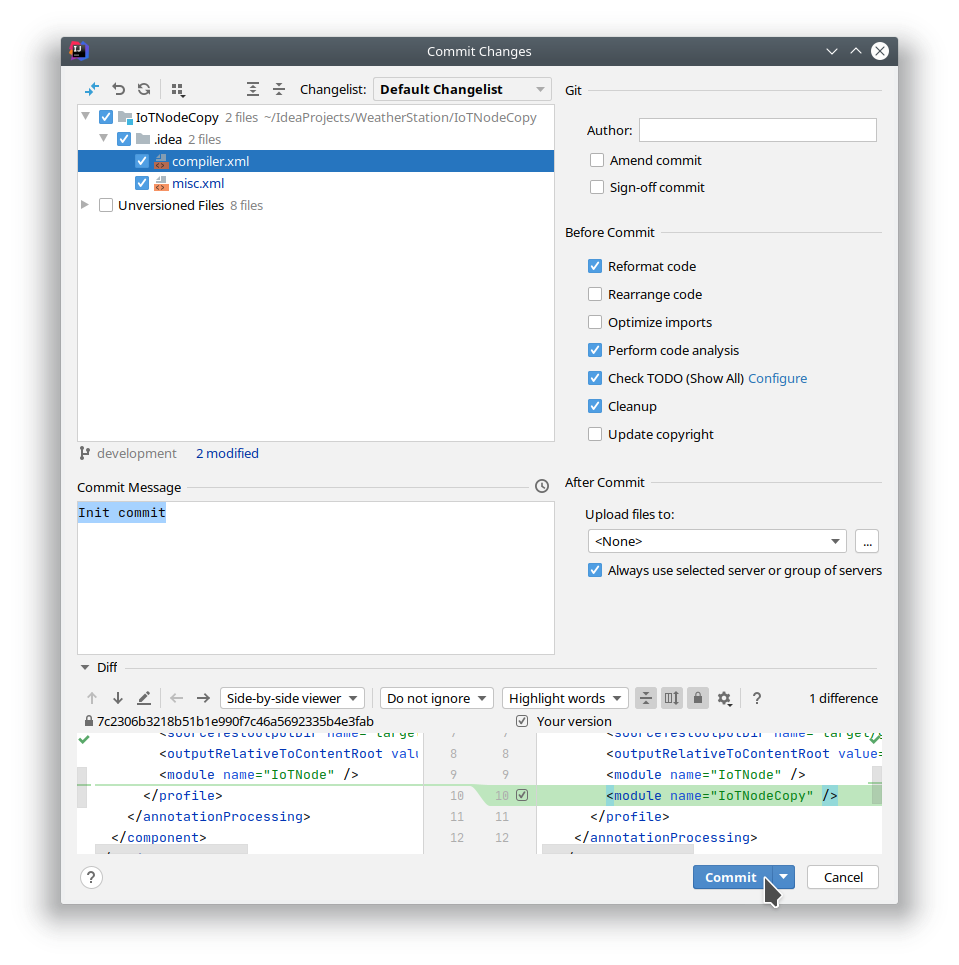 Commit Changes
Changelist: Default Changelist
IoTNodeCopy 2 files ~/IdeaProjects/WeatherStation/IoTNodeCopy
.idea 2 files
compiler.xml
misc.xml
Unversioned Files 8 files
development 2 modified
Commit Message
Init commit
Git
Author:
Amend commit
Sign-off commit
Before Commit
Reformat code
Rearrange code
Optimize imports
Perform code analysis
Check TODO (Show All) Configure
Cleanup
Update copyright
After Commit
Upload files to:
<None> ...
Always use selected server or group of servers
Diff
Side-by-side viewer Do not ignore Highlight words ? 1 difference
7c2306b3218b51b1e990f7c46a5692335b4e3fab Your version
<sourceTestOutputDir name="targe 7 7 <sourceTestOutputDir name="target/g
<outputRelativeToContentRoot valu 8 8 <outputRelativeToContentRoot value=
<module name="IoTNode" /> 9 9 <module name="IoTNode" />
</profile> 10 10 <module name="IoTNodeCopy" />
</annotationProcessing> 11 11 </profile>
</component> 12 12 </annotationProcessing>
? Commit Cancel